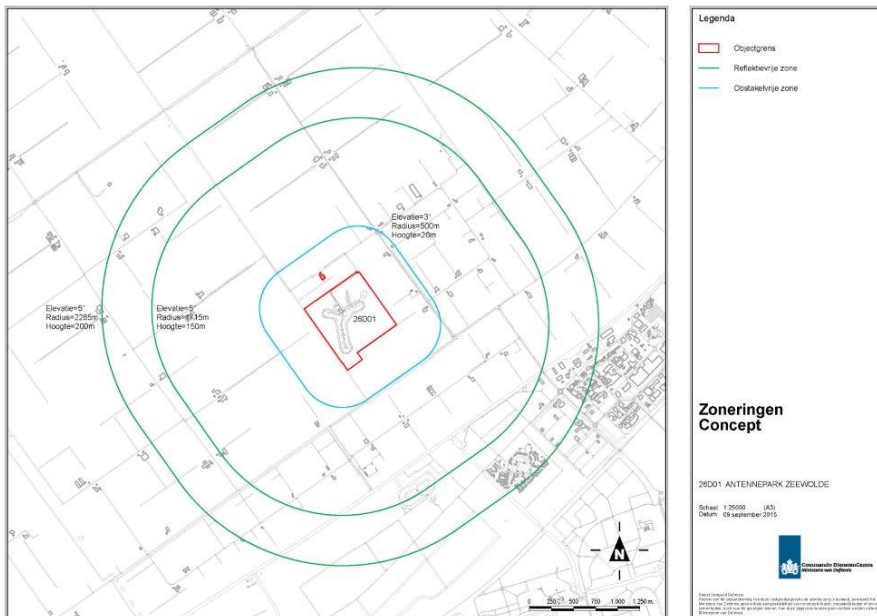 Elevatie=3°
Radius=500m
Hoogte=26m
Elevatie=5°
Radius=2285m
Hoogte=200m
Elevatie=5°
Hoogte=150m
26D01
N
0 250 500 750 1.000 1.250 m.
Legenda
Objectgrens
Reflektievrije zone
Obstakelvrije zone
Zoneringen
Concept
26D01 ANTENNEPARK ZEEWOLDE
Schaal: 1:25000 (A3)
Datum: 09 september 2015
Commando DienstenCentra
Ministerie van Defensie